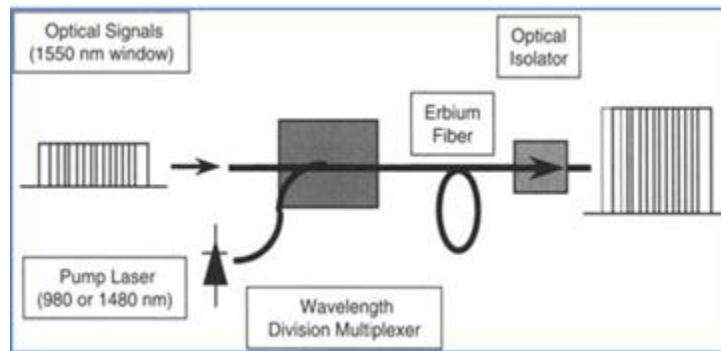 Optical Signals
(1550 nm window)
Optical
Isolator
Erbium
Fiber
Pump Laser
(980 or 1480 nm)
Wavelength
Division Multiplexer